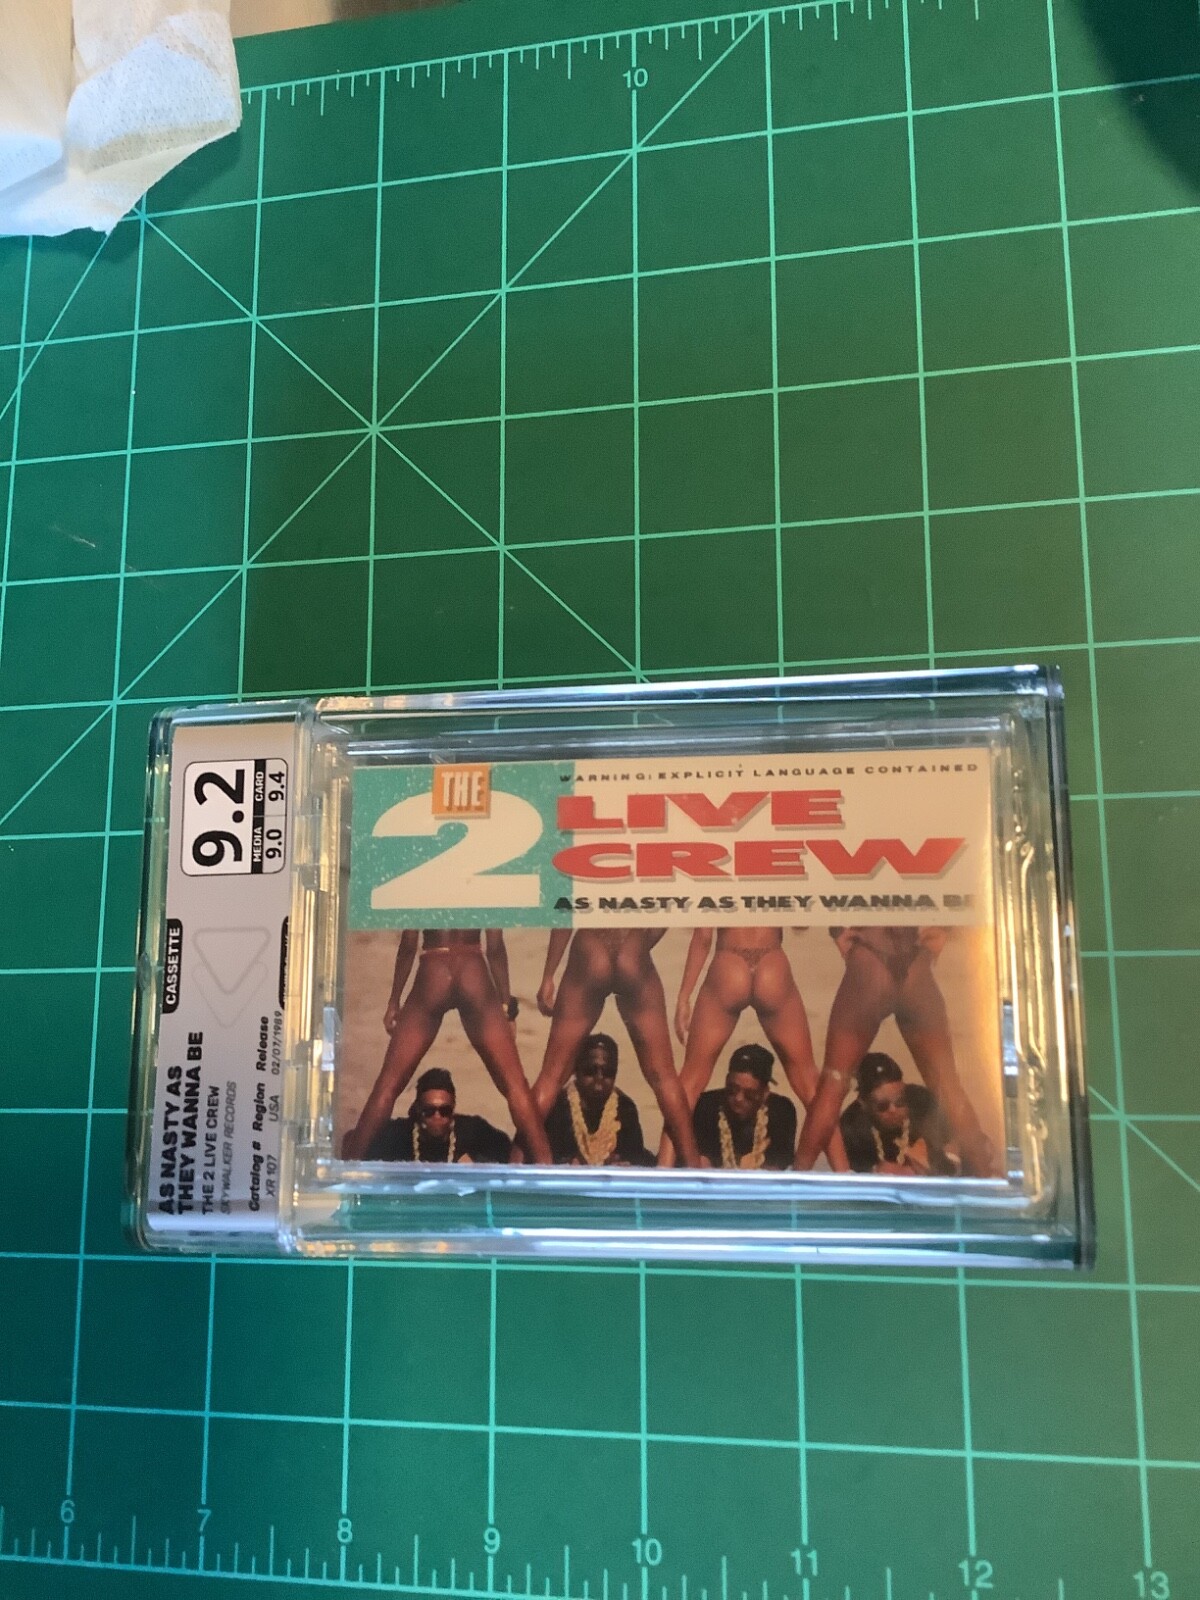 10
THE
2
LIVE
CREW
WARNING: EXPLICIT LANGUAGE CONTAINED
AS NASTY AS THEY WANNA BE
9.2
MEDIA CARD
9.0 9.4
CASSETTE
AS NASTY AS
THEY WANNA BE
THE 2 LIVE CREW
SKYWALKER RECORDS
Catalog # Region Release
XR 107 USA 02/07/1989
6 7 8 9 10 11 12 13